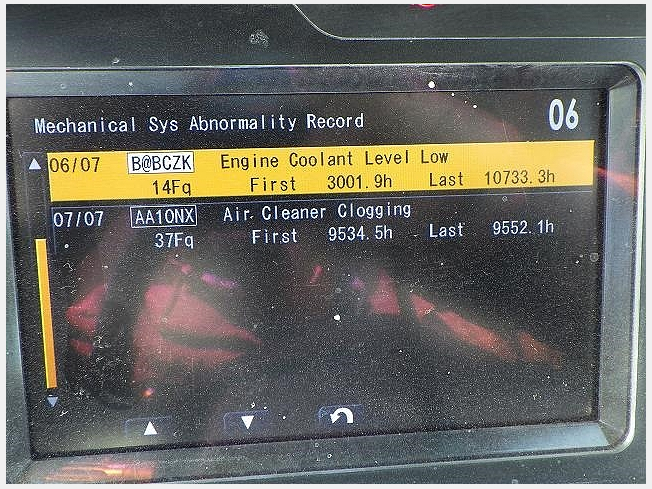 Mechanical Sys Abnormality Record 06
06/07 B@BCZK Engine Coolant Level Low
14Fq First 3001.9h Last 10733.3h
07/07 AA10NX Air Cleaner Clogging
37Fq First 9534.5h Last 9552.1h